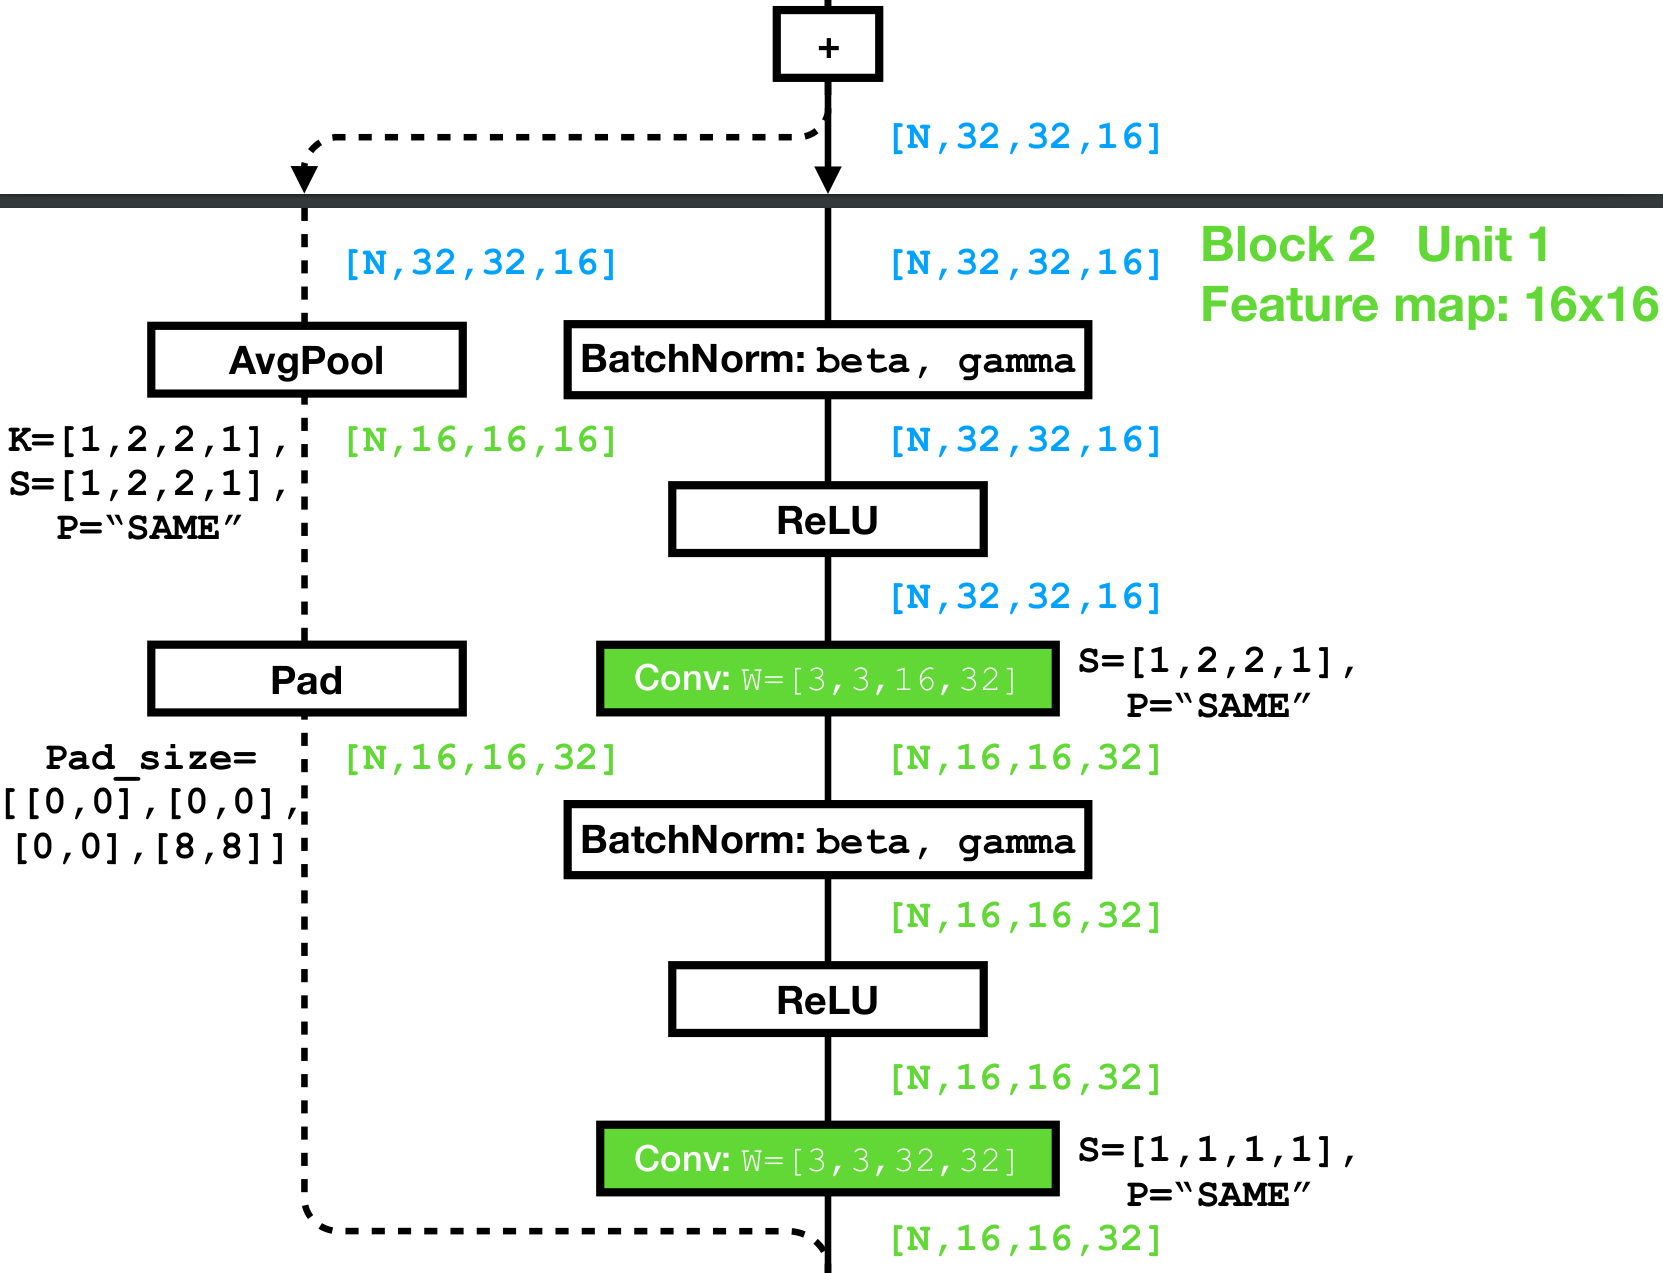 +
[N,32,32,16]
[N,32,32,16]
[N,32,32,16]
Block 2 Unit 1
Feature map: 16x16
AvgPool
BatchNorm: beta, gamma
K=[1,2,2,1],
S=[1,2,2,1],
P=“SAME”
[N,16,16,16]
[N,32,32,16]
ReLU
[N,32,32,16]
Pad
Conv: W=[3,3,16,32]
S=[1,2,2,1],
P=“SAME”
Pad_size=
[[0,0],[0,0],
[0,0],[8,8]]
[N,16,16,32]
[N,16,16,32]
BatchNorm: beta, gamma
[N,16,16,32]
ReLU
[N,16,16,32]
Conv: W=[3,3,32,32]
S=[1,1,1,1],
P=“SAME”
[N,16,16,32]